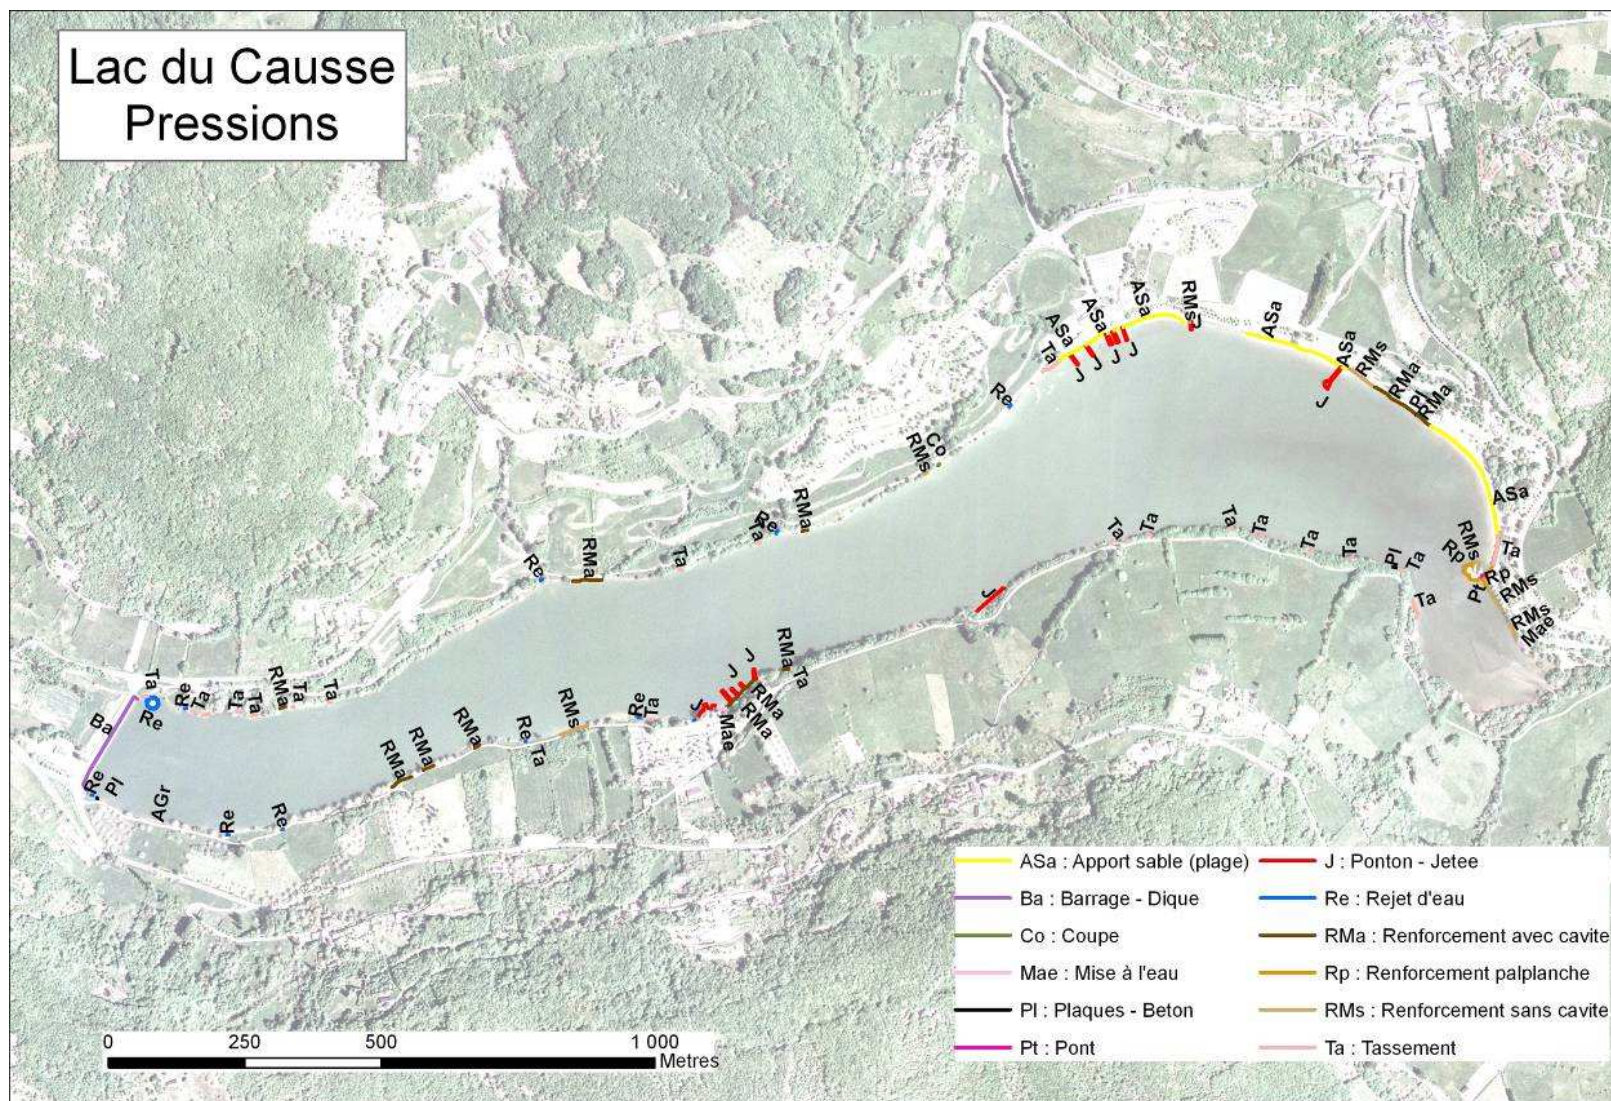 Lac du Causse
Pressions
ASa
ASa
ASa
RMs
J
ASa
ASa
RMs
RMa
Pl
RMa
Ta
J
J
J
J
J
Re
Co
RMs
ASa
RMa
Re
Ta
Ta
RMa
Re
Ta
Ta
Ta
Ta
Ta
Ta
Pl
Ta
RMs
Rp
Ta
Rp
Pt
RMs
RMs
Mae
Ta
J
J
J
RMa
Ta
RMa
RMa
Mae
J
Re
Ta
RMs
Re
Ta
RMa
RMa
RMa
Ta
Re
Re
Ta
Ta
Ta
RMa
Ta
Ta
Ba
Re
Pl
AGr
Re
Re
ASa : Apport sable (plage)
Ba : Barrage - Dique
Co : Coupe
Mae : Mise à l'eau
Pl : Plaques - Beton
Pt : Pont
J : Ponton - Jetee
Re : Rejet d'eau
RMa : Renforcement avec cavite
Rp : Renforcement palplanche
RMs : Renforcement sans cavite
Ta : Tassement
0 250 500 1 000
Metres